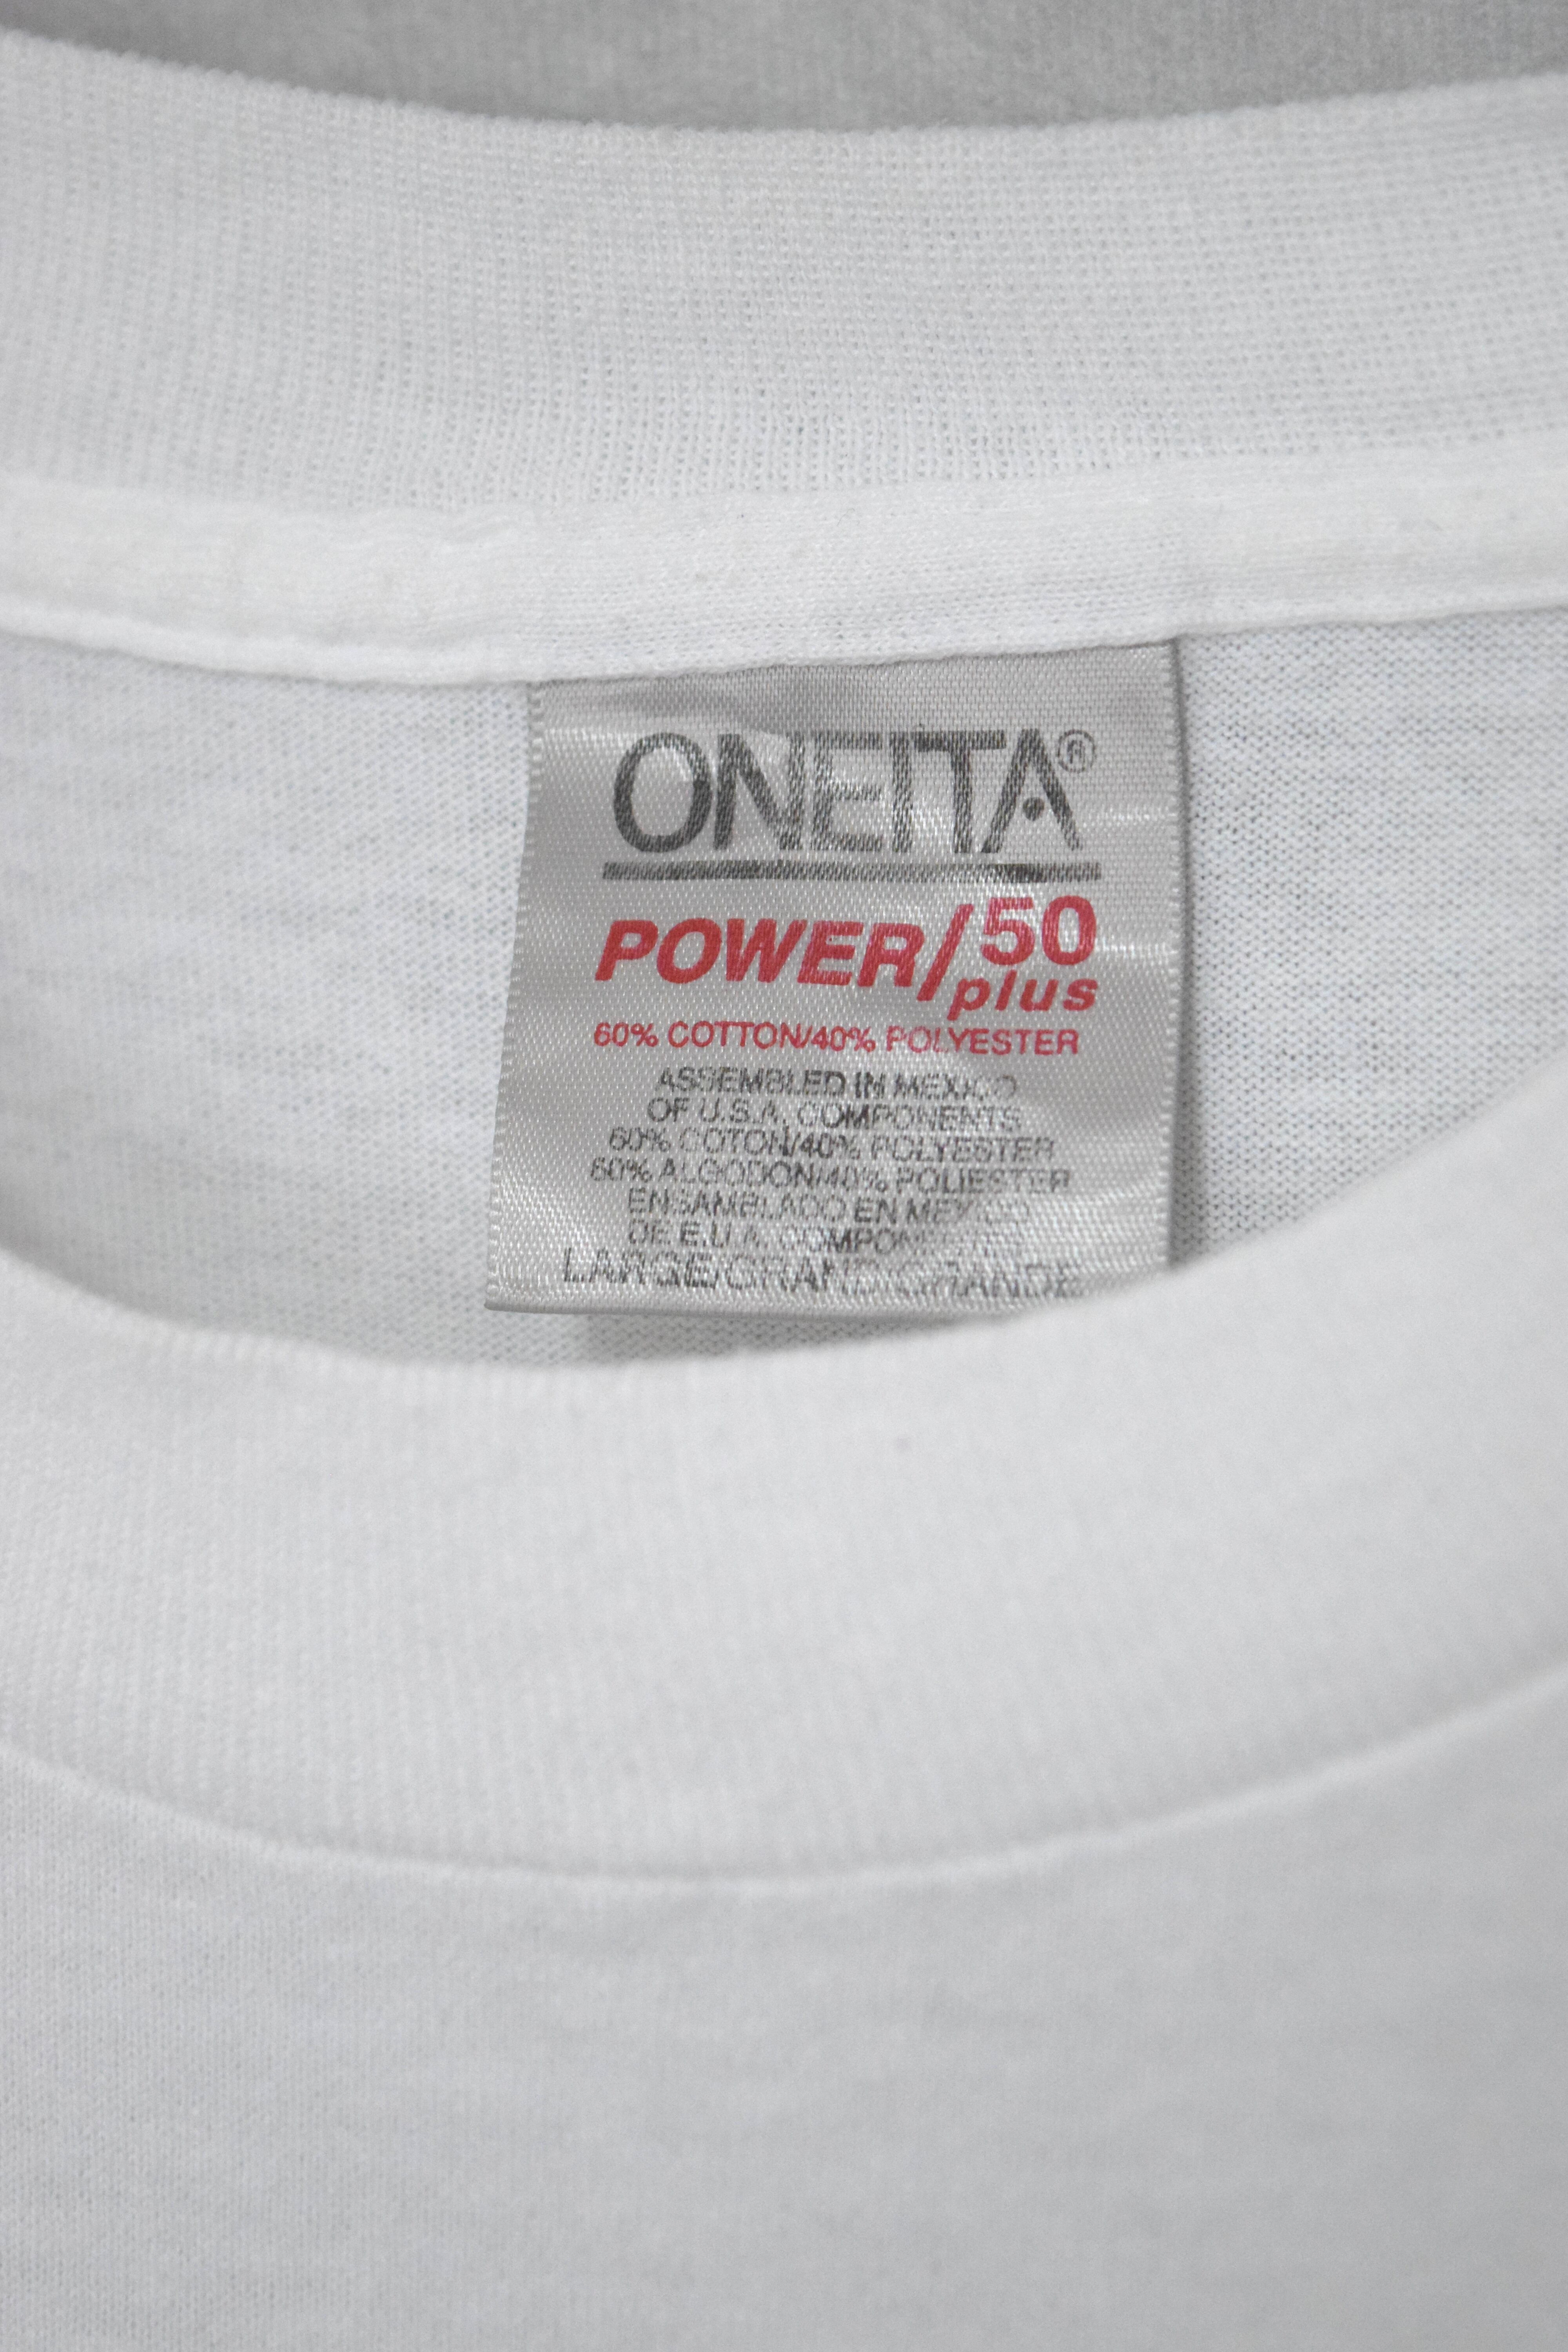 ONEITA®
POWER/50
plus
60% COTTON/40% POLYESTER
ASSEMBLED IN MEXICO
OF U.S.A. COMPONENTS
60% COTON/40% POLYESTER
60% ALGODON/40% POLIESTER
ENSAMBLADO EN MEXICO
DE E.U.A.
LARGE/GRAND/GRANDE